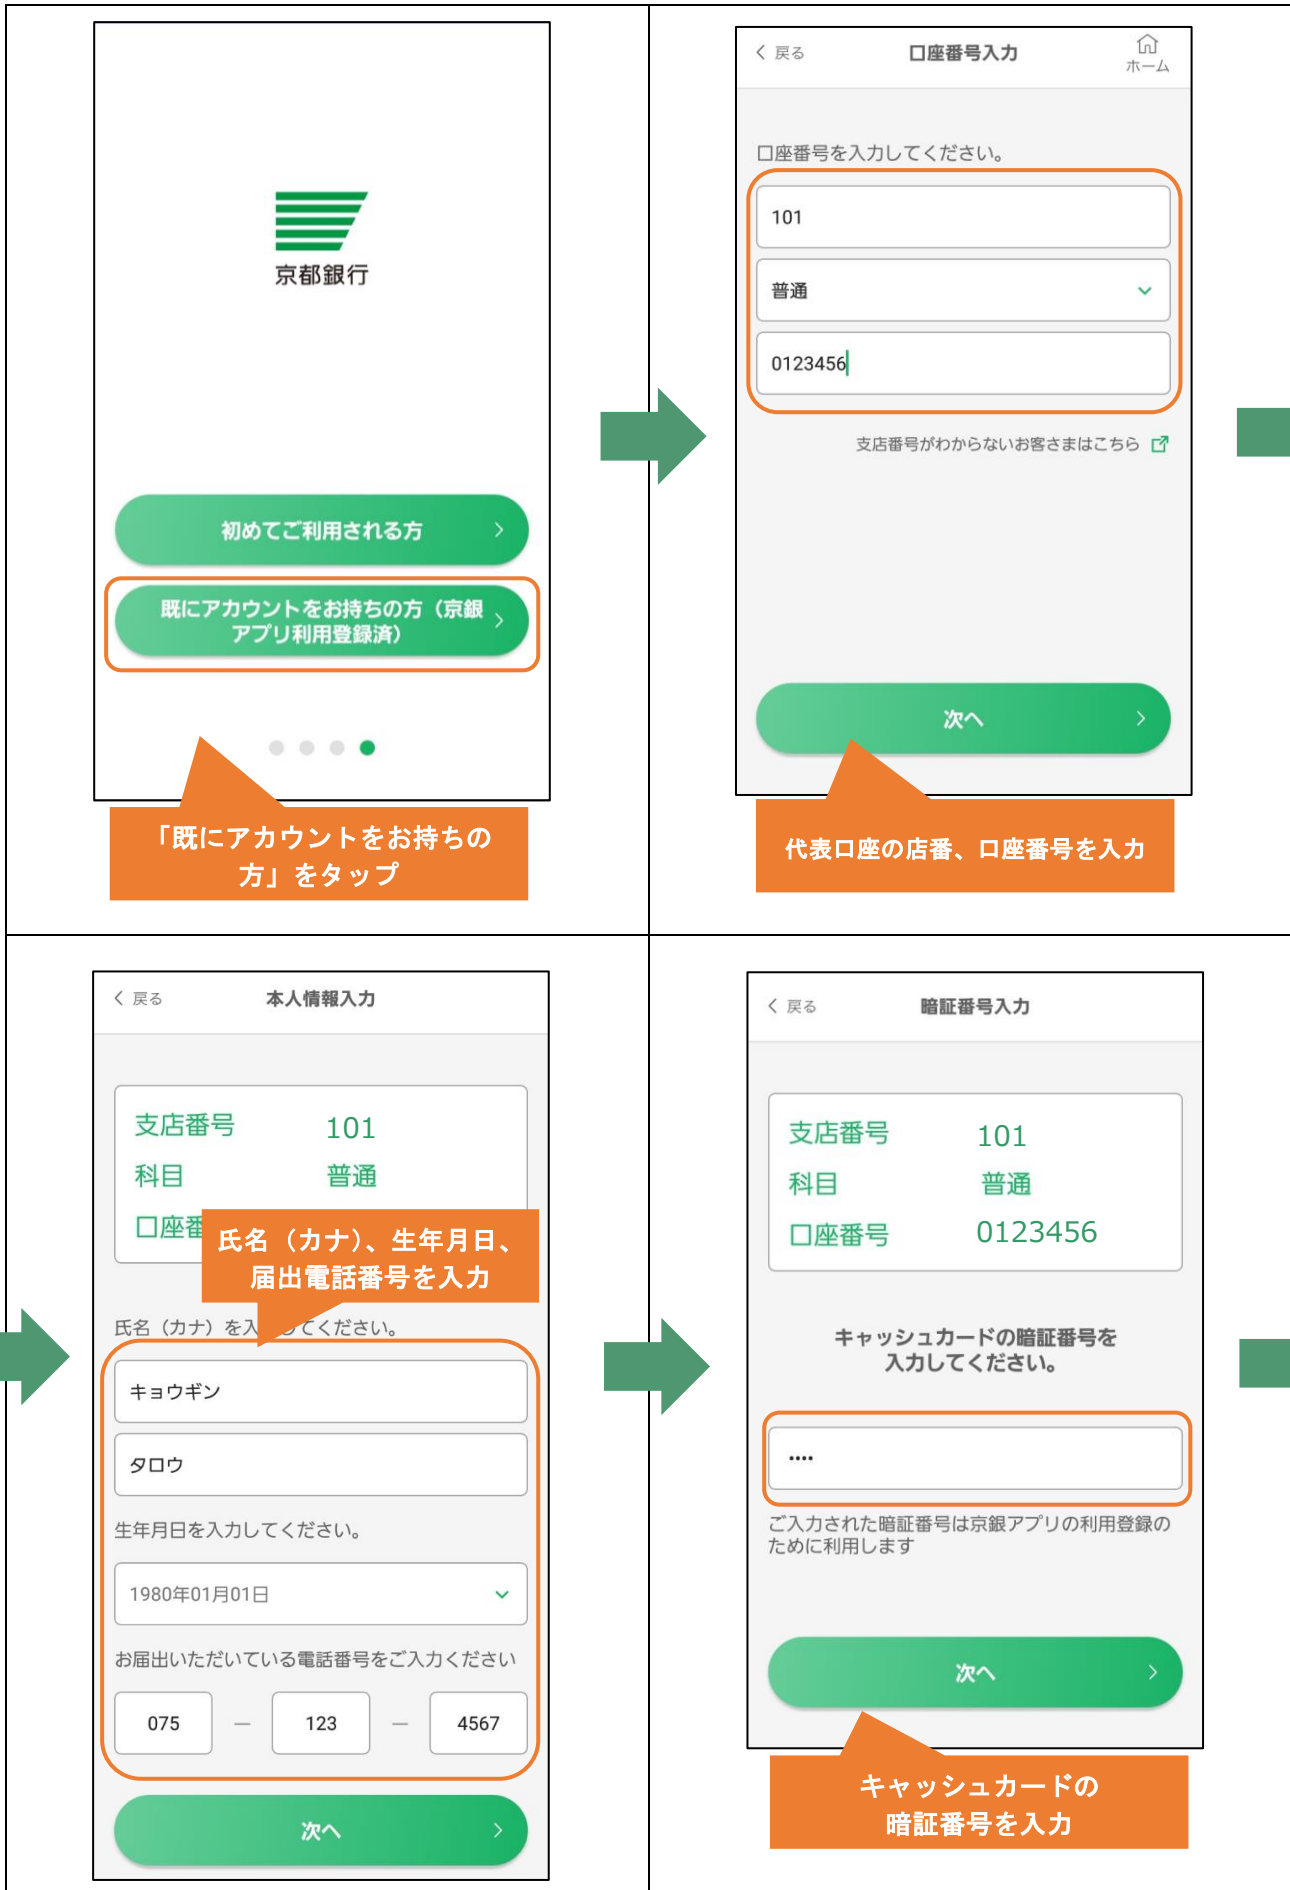 京都銀行
初めてご利用される方
既にアカウントをお持ちの方（京銀
アプリ利用登録済）
「既にアカウントをお持ちの
方」をタップ
戻る
口座番号入力
ホーム
口座番号を入力してください。
101
普通
0123456
支店番号がわからないお客さまはこちら
次へ
代表口座の店番、口座番号を入力
戻る
本人情報入力
支店番号 101
科目 普通
口座番
氏名（カナ）、生年月日、
届出電話番号を入力
氏名（カナ）を入 てください。
キョウギン
タロウ
生年月日を入力してください。
1980年01月01日
お届出いただいている電話番号をご入力ください
075 － 123 － 4567
次へ
戻る
暗証番号入力
支店番号 101
科目 普通
口座番号 0123456
キャッシュカードの暗証番号を
入力してください。
••••
ご入力された暗証番号は京銀アプリの利用登録の
ために利用します
次へ
キャッシュカードの
暗証番号を入力